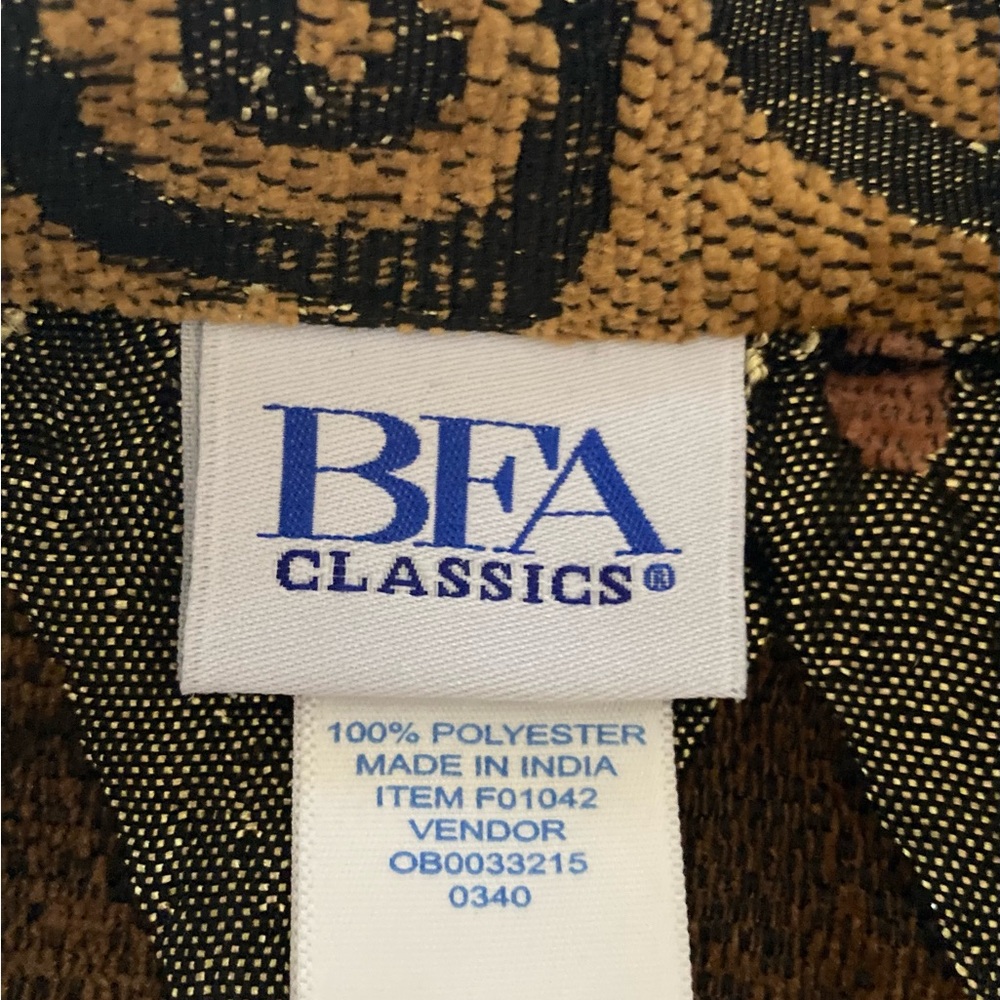 BFA
CLASSICS®
100% POLYESTER
MADE IN INDIA
ITEM F01042
VENDOR
OB0033215
0340